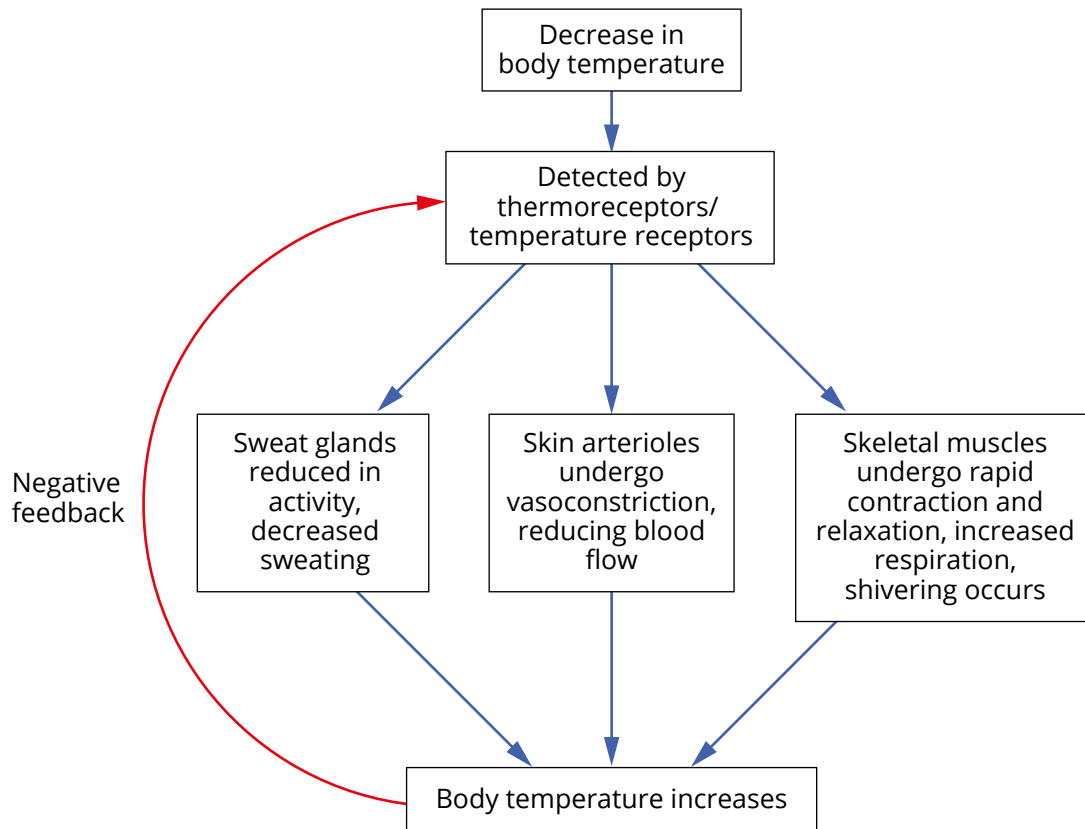 Decrease in
body temperature
Detected by
thermoreceptors/
temperature receptors
Negative
feedback
Sweat glands
reduced in
activity,
decreased
sweating
Skin arterioles
undergo
vasoconstriction,
reducing blood
flow
Skeletal muscles
undergo rapid
contraction and
relaxation, increased
respiration,
shivering occurs
Body temperature increases